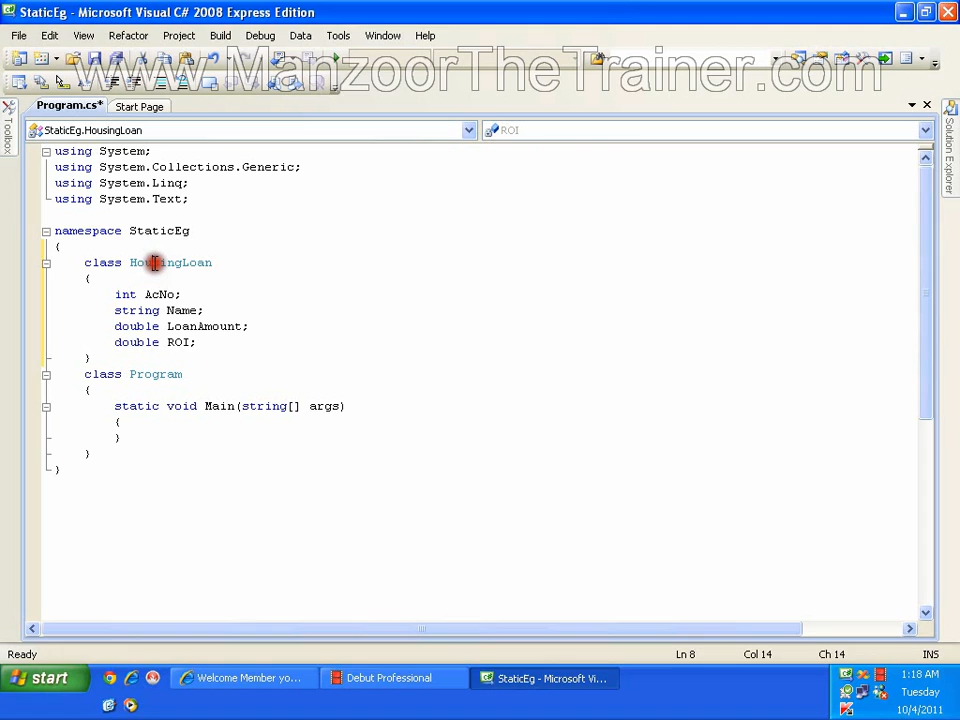 StaticEg - Microsoft Visual C# 2008 Express Edition
File Edit View Refactor Project Build Debug Data Tools Window Help
www.ManzoorTheTrainer.com
Program.cs* Start Page
Toolbox
Solution Explorer
StaticEg.HousingLoan ROI
using System;
using System.Collections.Generic;
using System.Linq;
using System.Text;
namespace StaticEg
{
class HousingLoan
{
int AcNo;
string Name;
double LoanAmount;
double ROI;
}
class Program
{
static void Main(string[] args)
{
}
}
}
Ready Ln 8 Col 14 Ch 14 INS
start Welcome Member yo... Debut Professional StaticEg - Microsoft Vi...
1:18 AM
Tuesday
10/4/2011